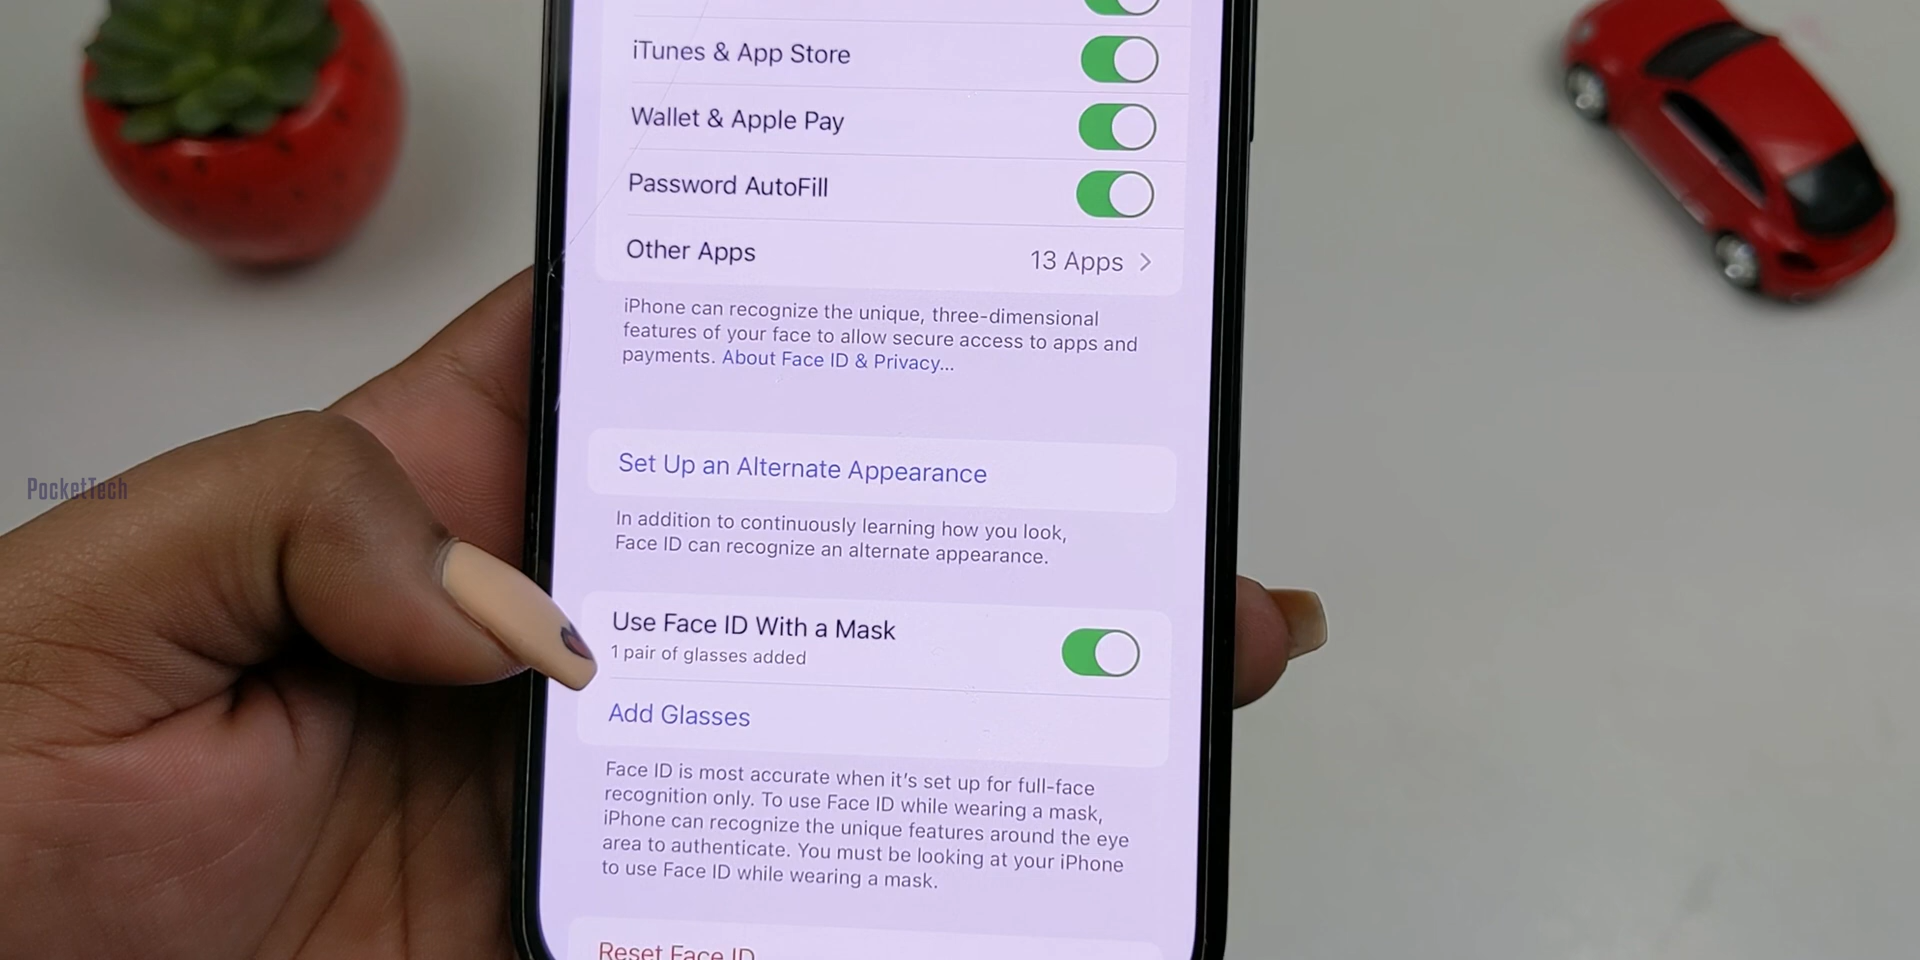 iTunes & App Store
Wallet & Apple Pay
Password AutoFill
Other Apps 13 Apps
iPhone can recognize the unique, three-dimensional
features of your face to allow secure access to apps and
payments. About Face ID & Privacy...
Set Up an Alternate Appearance
In addition to continuously learning how you look,
Face ID can recognize an alternate appearance.
PocketTech
Use Face ID With a Mask
1 pair of glasses added
Add Glasses
Face ID is most accurate when it's set up for full-face
recognition only. To use Face ID while wearing a mask,
iPhone can recognize the unique features around the eye
area to authenticate. You must be looking at your iPhone
to use Face ID while wearing a mask.
Reset Face ID